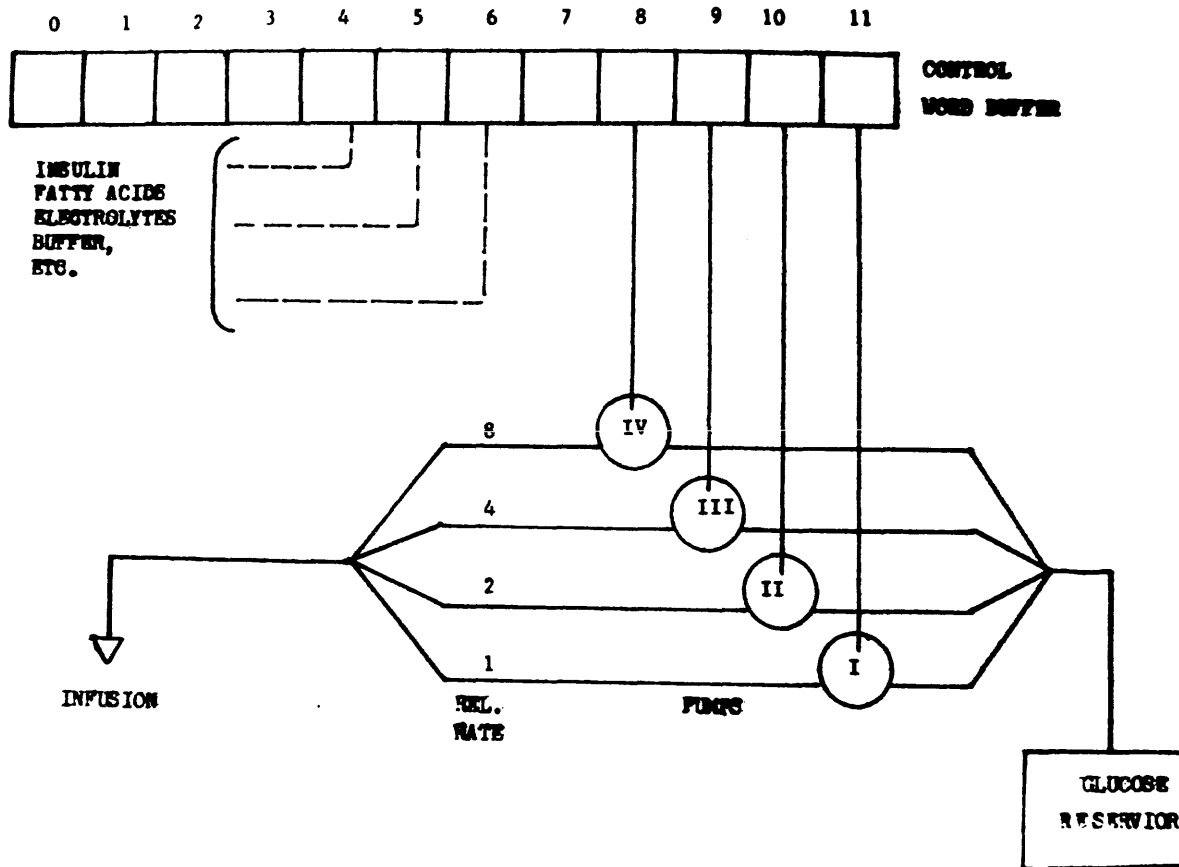 0 1 2 3 4 5 6 7 8 9 10 11
CONTROL
WORD BUFFER
INSULIN
FATTY ACIDS
ELECTROLYTES
BUFFER,
ETC.
8
IV
4
III
2
II
1
I
INFUSION
REL.
RATE
PUMPS
GLUCOSE
RESERVIOR